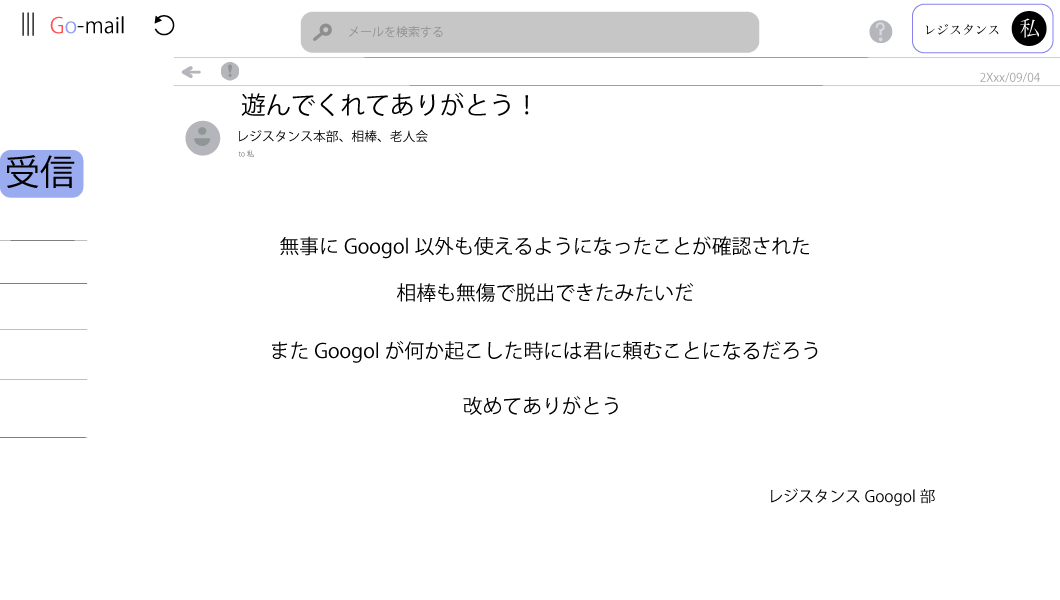 Go-mail
メールを検索する
?
レジスタンス
私
!
2Xxx/09/04
遊んでくれてありがとう！
レジスタンス本部、相棒、老人会
to 私
受信
無事に Googol 以外も使えるようになったことが確認された
相棒も無傷で脱出できたみたいだ
また Googol が何か起こした時には君に頼むことになるだろう
改めてありがとう
レジスタンス Googol 部